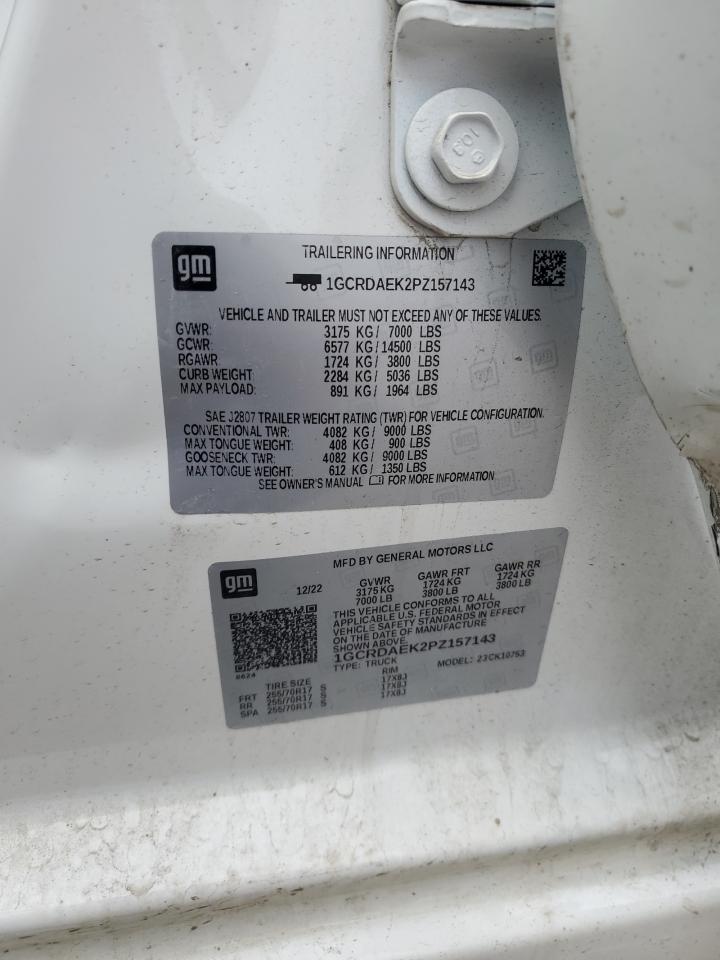 103
gm
TRAILERING INFORMATION
1GCRDAEK2PZ157143
VEHICLE AND TRAILER MUST NOT EXCEED ANY OF THESE VALUES.
GVWR: 3175 KG / 7000 LBS
GCWR: 6577 KG / 14500 LBS
RGAWR: 1724 KG / 3800 LBS
CURB WEIGHT: 2284 KG / 5036 LBS
MAX PAYLOAD: 891 KG / 1964 LBS
SAE J2807 TRAILER WEIGHT RATING (TWR) FOR VEHICLE CONFIGURATION.
CONVENTIONAL TWR: 4082 KG / 9000 LBS
MAX TONGUE WEIGHT: 408 KG / 900 LBS
GOOSENECK TWR: 4082 KG / 9000 LBS
MAX TONGUE WEIGHT: 612 KG / 1350 LBS
SEE OWNER'S MANUAL FOR MORE INFORMATION
gm
MFD BY GENERAL MOTORS LLC
12/22 GVWR GAWR FRT GAWR RR
3175 KG 1724 KG 1724 KG
7000 LB 3800 LB 3800 LB
THIS VEHICLE CONFORMS TO ALL
APPLICABLE U.S. FEDERAL MOTOR
VEHICLE SAFETY STANDARDS IN EFFECT
ON THE DATE OF MANUFACTURE
SHOWN ABOVE.
1GCRDAEK2PZ157143
TYPE: TRUCK MODEL: 23CK10753
8624
TIRE SIZE RIM
FRT 255/70R17 S 17X8J
RR 255/70R17 S 17X8J
SPA 255/70R17 S 17X8J